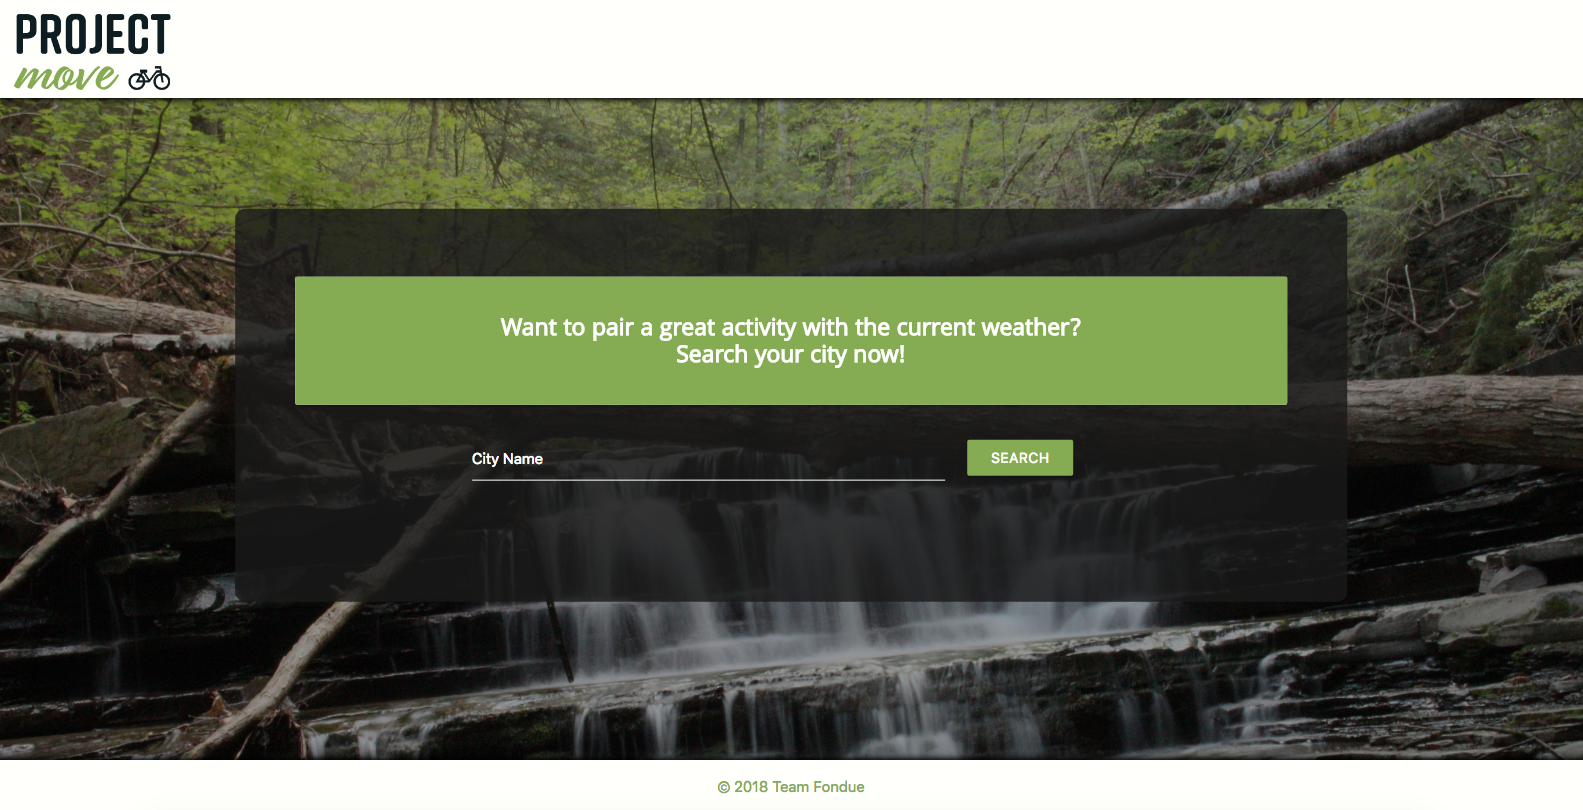 PROJECT
move
Want to pair a great activity with the current weather?
Search your city now!
City Name
SEARCH
© 2018 Team Fondue